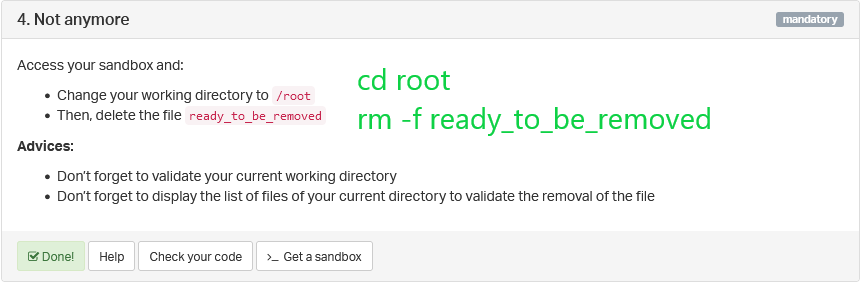 4. Not anymore
mandatory
Access your sandbox and:
Change your working directory to /root
Then, delete the file ready_to_be_removed
cd root
rm -f ready_to_be_removed
Advices:
Don’t forget to validate your current working directory
Don’t forget to display the list of files of your current directory to validate the removal of the file
Done!
Help
Check your code
>_ Get a sandbox